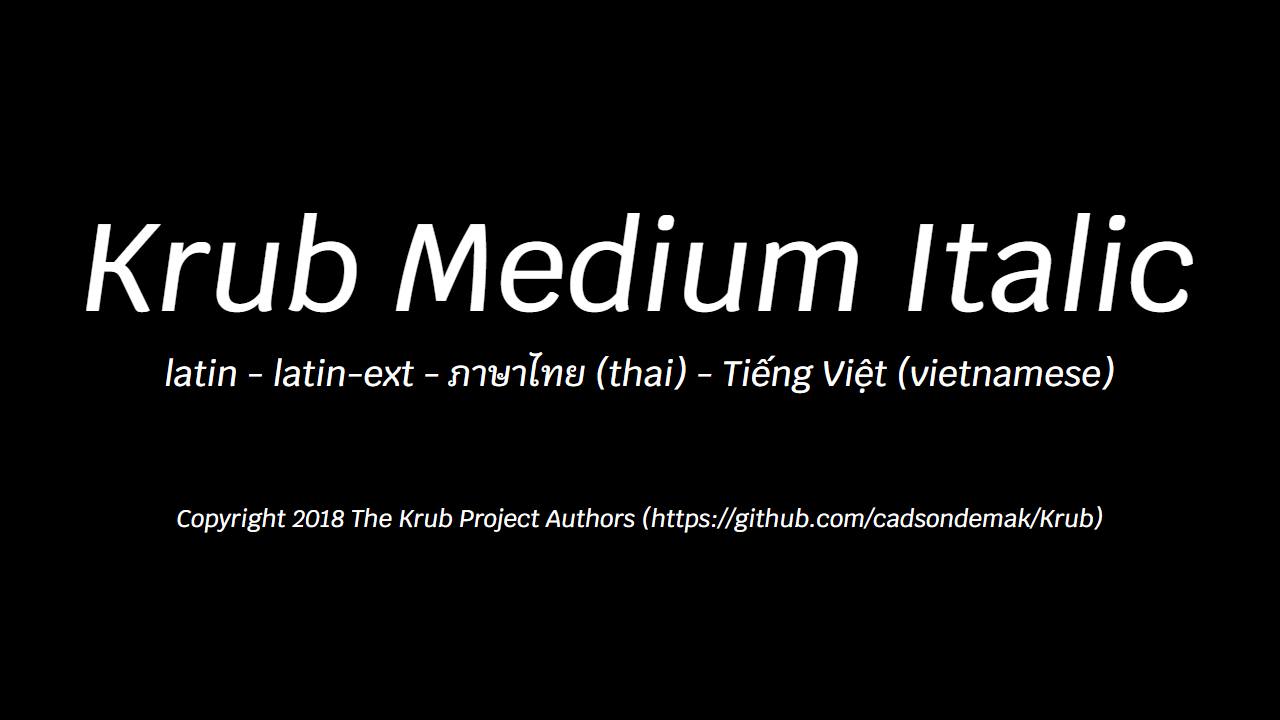 Krub Medium Italic
latin - latin-ext - ภาษาไทย (thai) - Tiếng Việt (vietnamese)
Copyright 2018 The Krub Project Authors (https://github.com/cadsondemak/Krub)